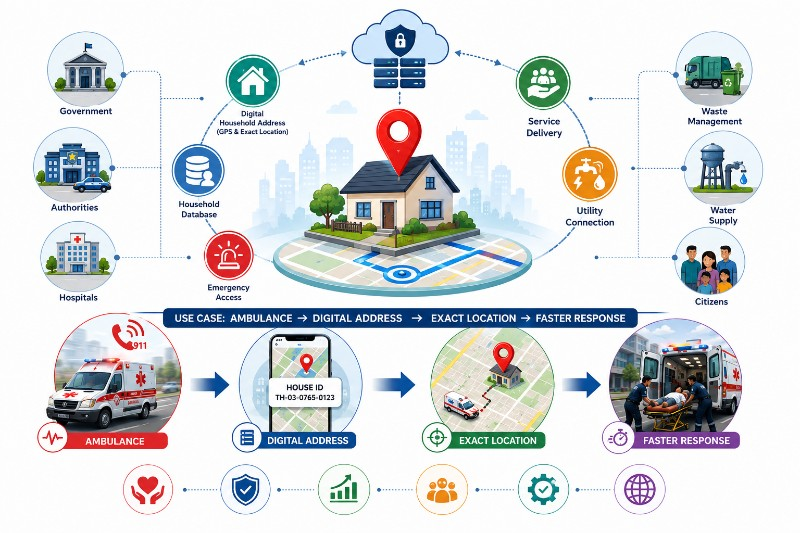 Government
Authorities
Hospitals
Digital
Household Address
(GPS & Exact Location)
Household
Database
Emergency
Access
Service
Delivery
Utility
Connection
Waste
Management
Water
Supply
Citizens
USE CASE: AMBULANCE → DIGITAL ADDRESS → EXACT LOCATION → FASTER RESPONSE
911
AMBULANCE
HOUSE ID
TH-03-0765-0123
DIGITAL ADDRESS
EXACT LOCATION
FASTER RESPONSE